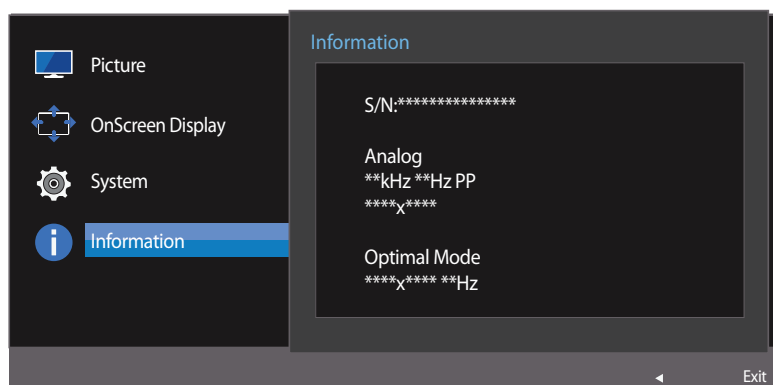 Picture
OnScreen Display
System
Information
Information
S/N:***************
Analog
**kHz **Hz PP
****x****
Optimal Mode
****x**** **Hz
Exit